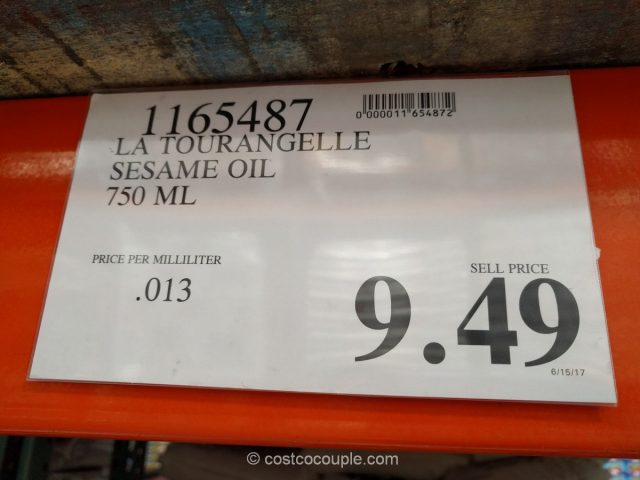 1165487
0 000011 654872
LA TOURANGELLE
SESAME OIL
750 ML
PRICE PER MILLILITER
.013
SELL PRICE
9.49
6/15/17
© costcocouple.com